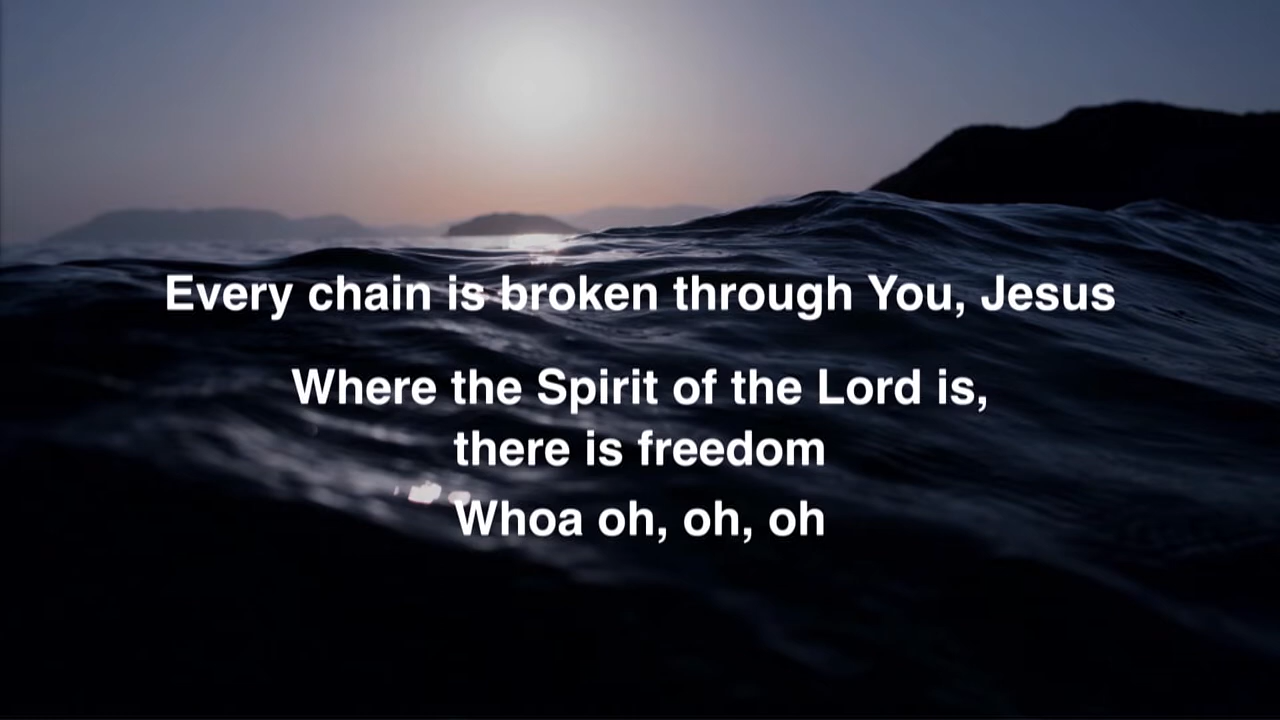 Every chain is broken through You, Jesus
Where the Spirit of the Lord is,
there is freedom
Whoa oh, oh, oh